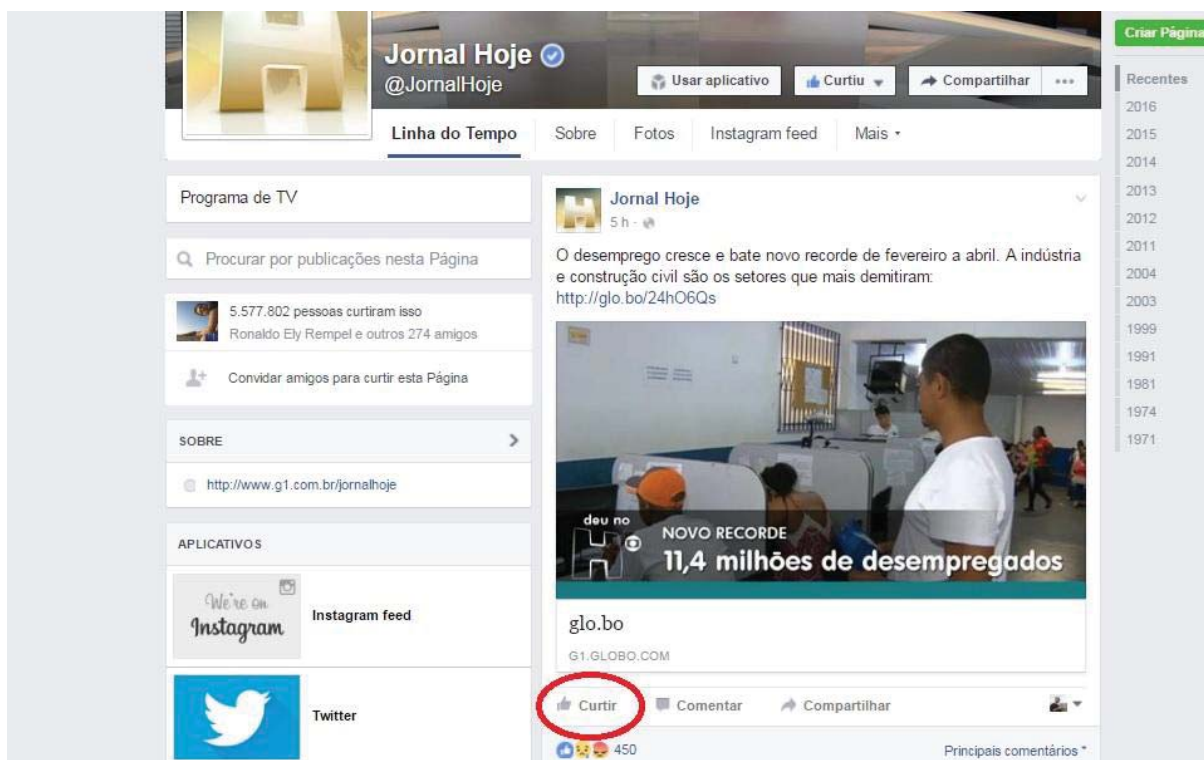 Jornal Hoje
@JornalHoje
Usar aplicativo
Curtiu
Compartilhar
Criar Página
Linha do Tempo
Sobre
Fotos
Instagram feed
Mais
Recentes
2016
2015
2014
2013
2012
2011
2004
2003
1999
1991
1981
1974
1971
Programa de TV
Procurar por publicações nesta Página
5.577.802 pessoas curtiram isso
Ronaldo Ely Rempel e outros 274 amigos
Convidar amigos para curtir esta Página
SOBRE
http://www.g1.com.br/jornalhoje
APLICATIVOS
We're on
Instagram
Instagram feed
Twitter
Jornal Hoje
5 h ·
O desemprego cresce e bate novo recorde de fevereiro a abril. A indústria
e construção civil são os setores que mais demitiram:
http://glo.bo/24hO6Qs
deu no
H
NOVO RECORDE
11,4 milhões de desempregados
glo.bo
G1.GLOBO.COM
Curtir
Comentar
Compartilhar
450
Principais comentários